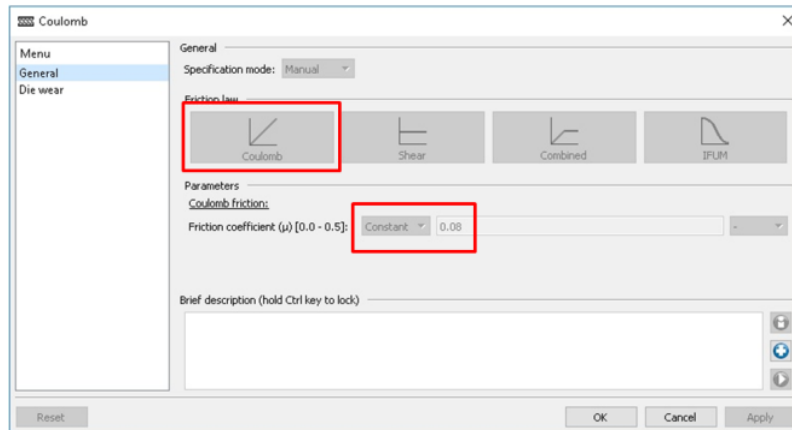 Coulomb
Menu
General
Die wear
General
Specification mode: Manual
Friction law
Coulomb
Shear
Combined
IFUM
Parameters
Coulomb friction:
Friction coefficient (μ) [0.0 - 0.5]: Constant 0.08 -
Brief description (hold Ctrl key to lock)
Reset OK Cancel Apply